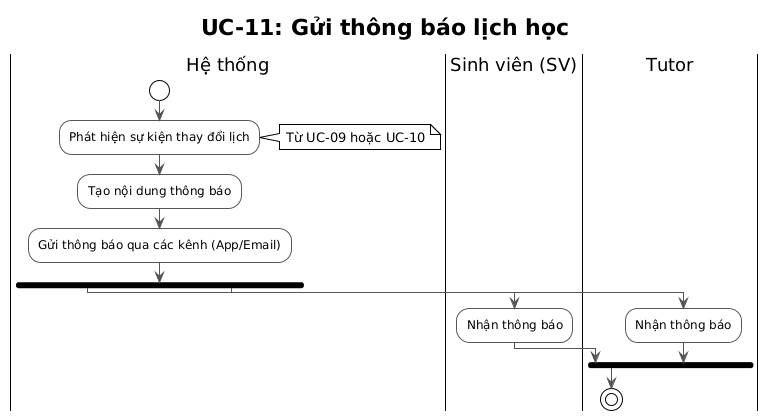 UC-11: Gửi thông báo lịch học
Hệ thống
Sinh viên (SV)
Tutor
Phát hiện sự kiện thay đổi lịch
Từ UC-09 hoặc UC-10
Tạo nội dung thông báo
Gửi thông báo qua các kênh (App/Email)
Nhận thông báo
Nhận thông báo